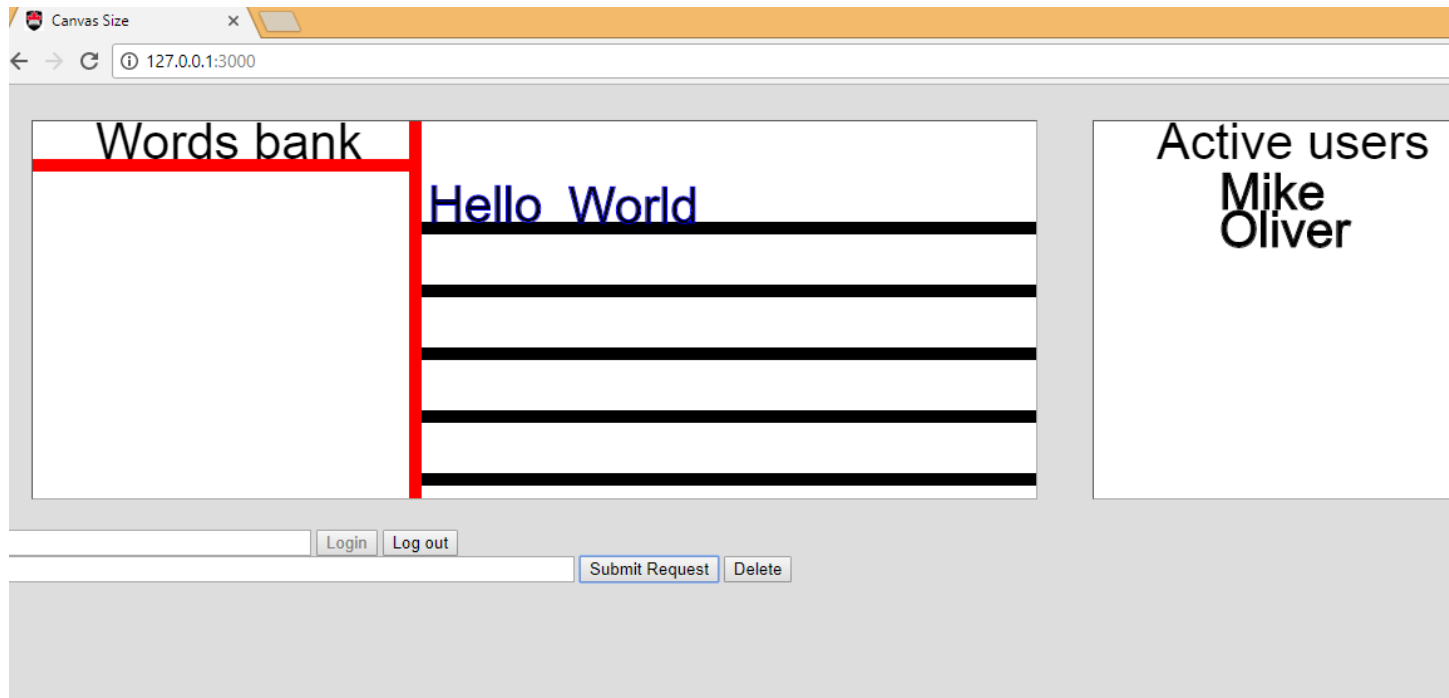 Canvas Size
127.0.0.1:3000
Words bank
Hello World
Active users
Mike
Oliver
Login Log out
Submit Request Delete